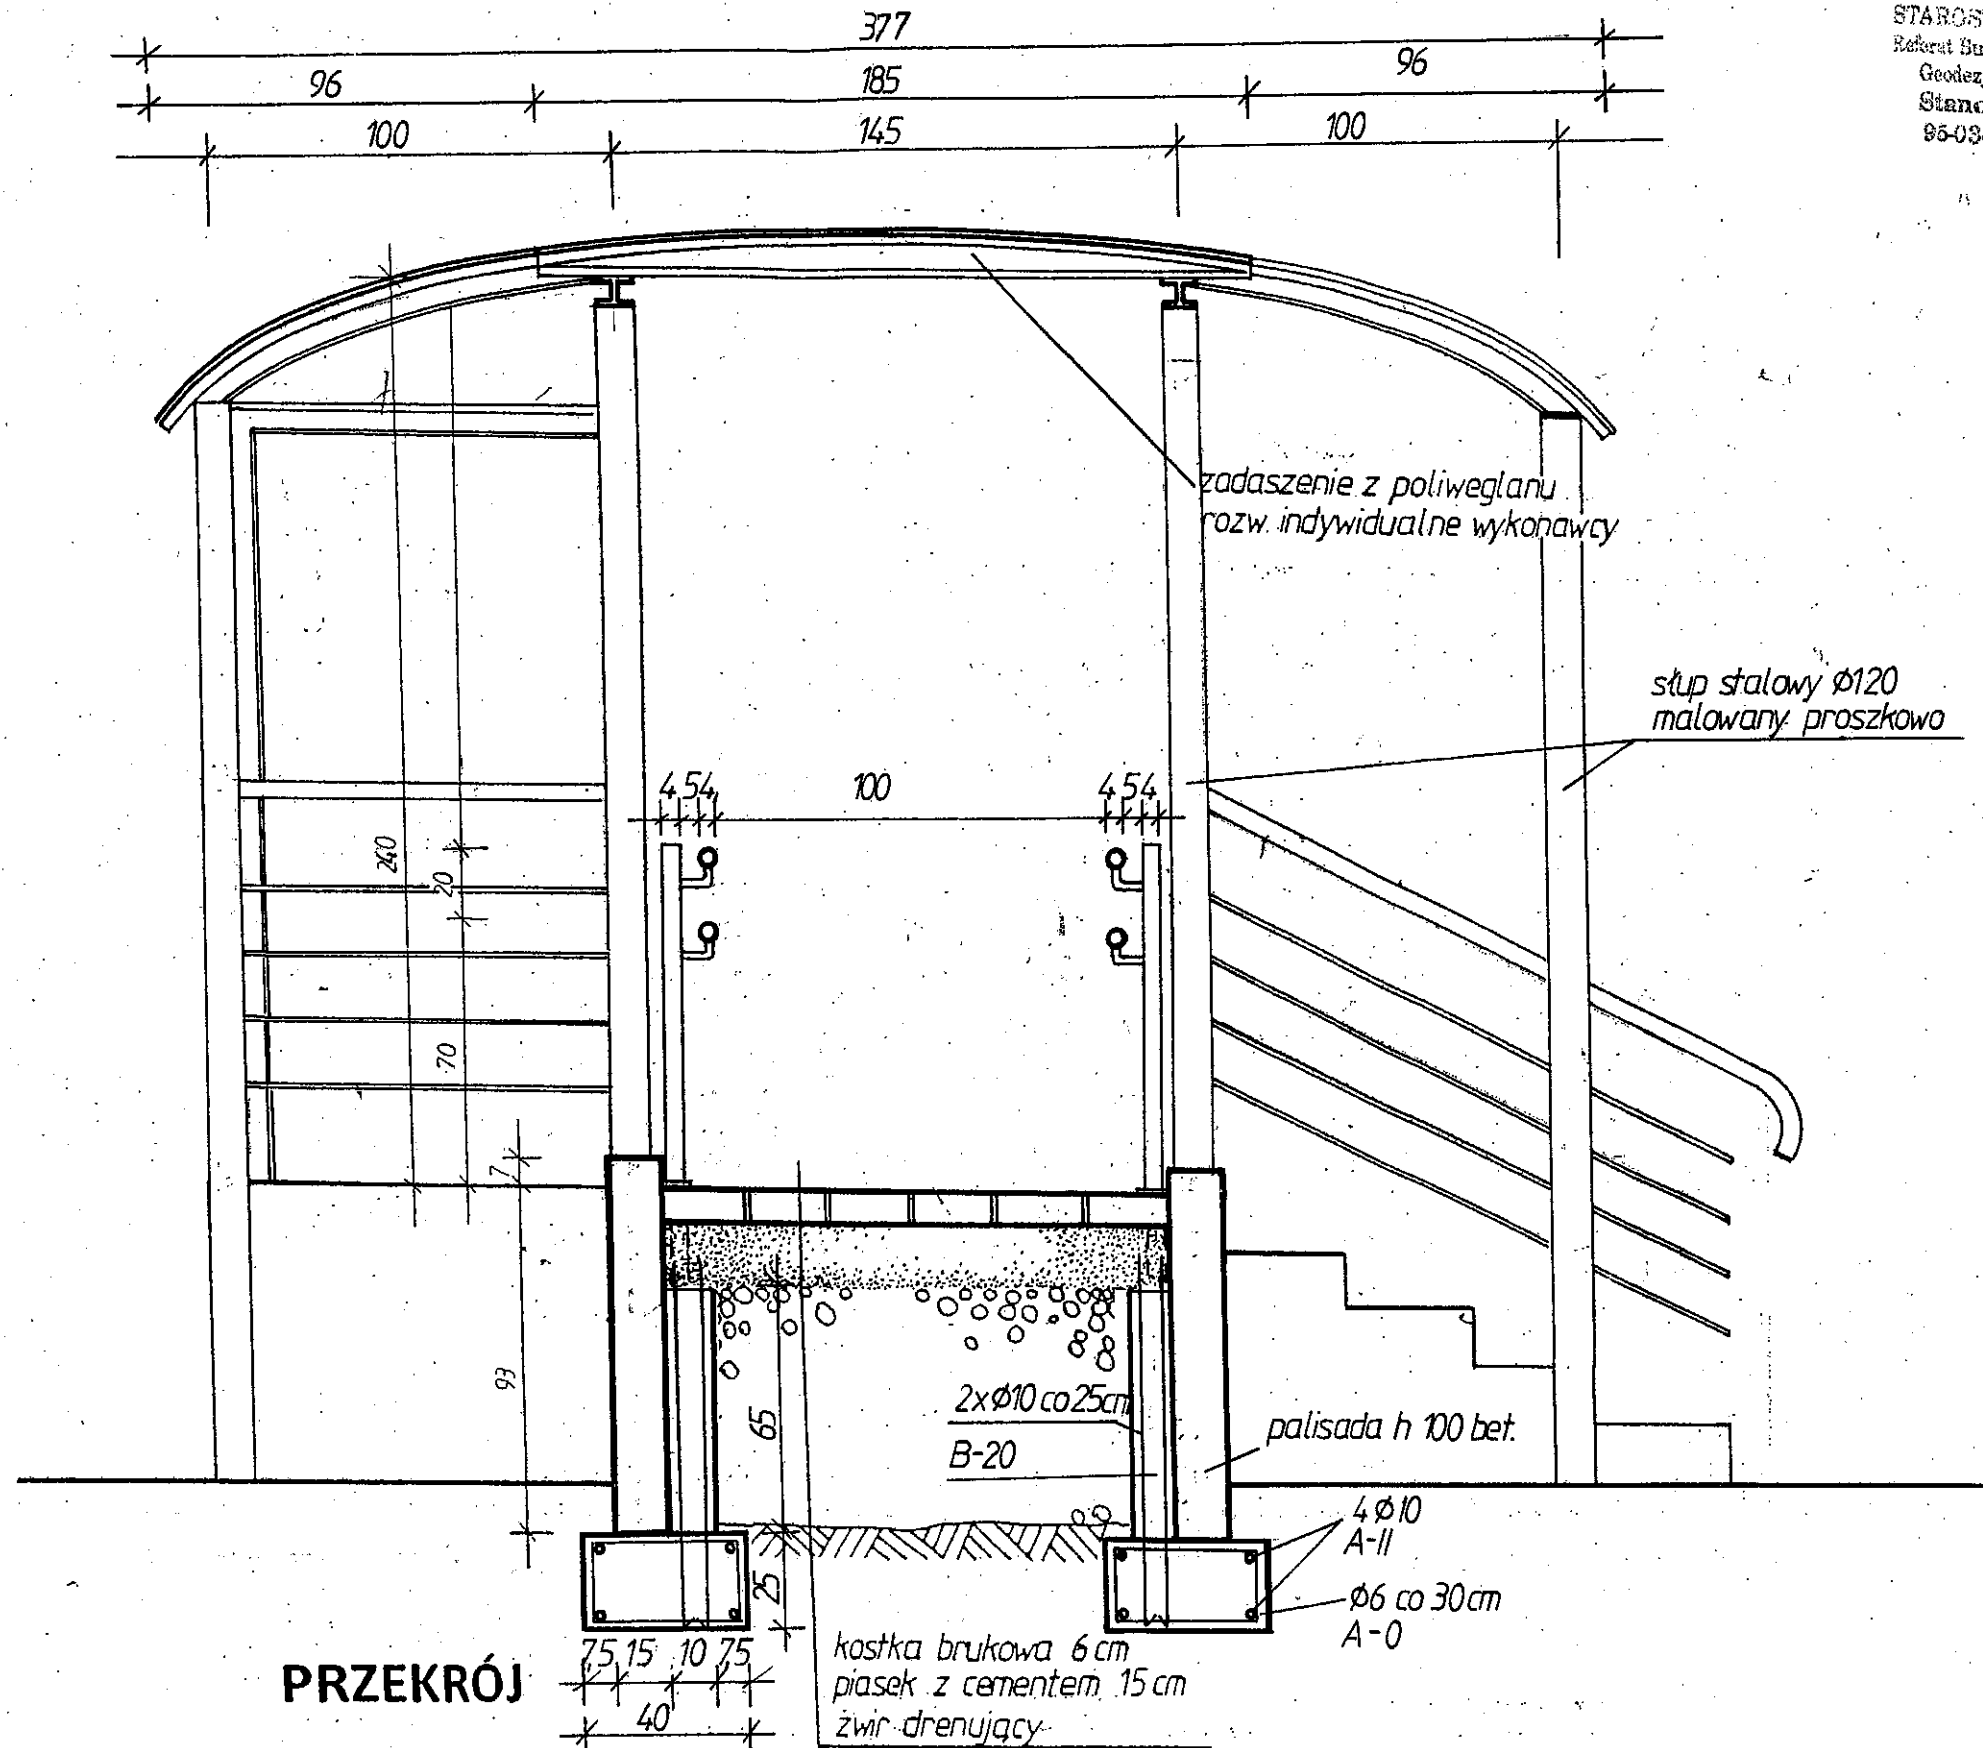 377
96 185 96
100 145 100
zadaszenie z poliweglanu
rozw. indywidualne wykonawcy
słup stalowy Ø120
malowany proszkowo
4 5 4 100 4 5 4
240
20
70
7
93
65
25
2xØ10 co 25cm
B-20
palisada h 100 bet.
4 Ø10
A-II
Ø6 co 30cm
A-0
7,5 15 10 7,5
40
kostka brukowa 6 cm
piasek z cementem 15 cm
żwir drenujący
PRZEKRÓJ